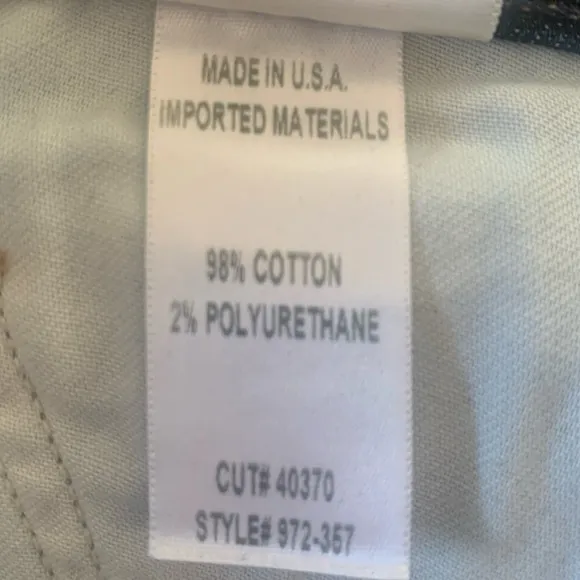 MADE IN U.S.A.
IMPORTED MATERIALS
98% COTTON
2% POLYURETHANE
CUT# 40370
STYLE# 972-357